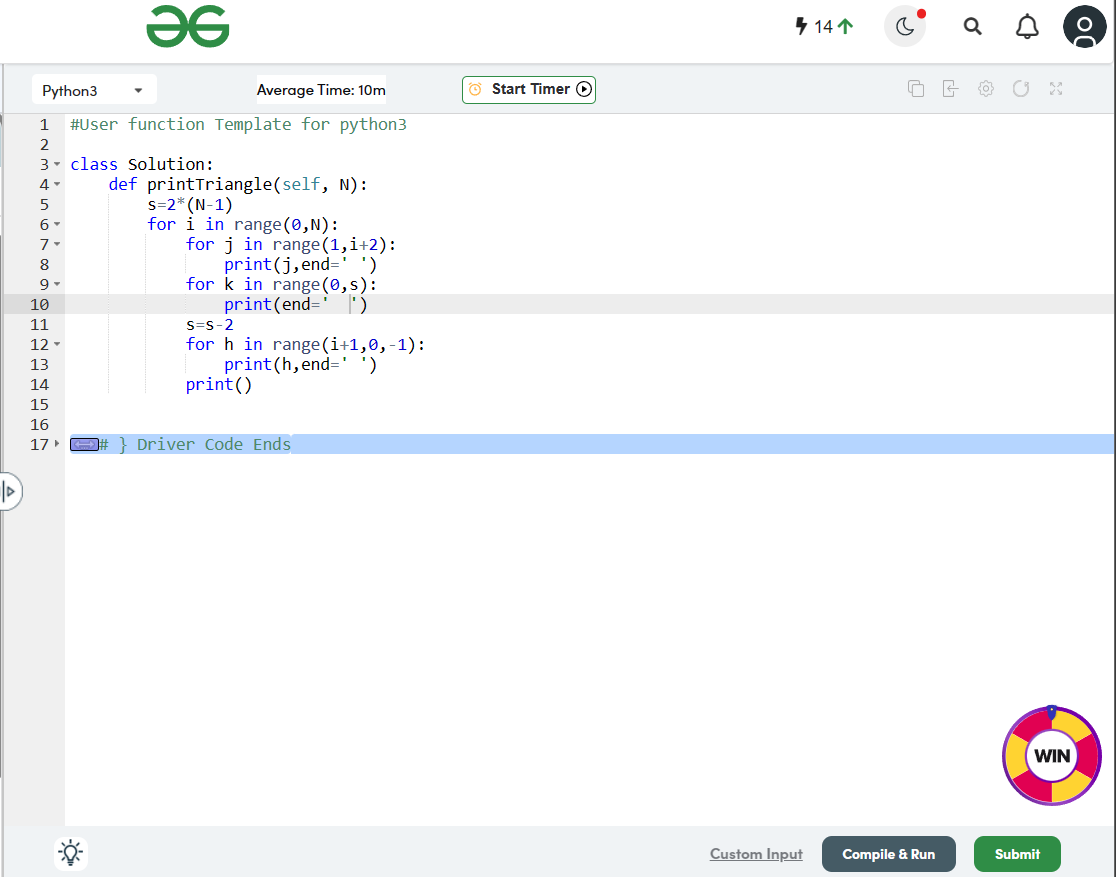 14
Python3
Average Time: 10m
Start Timer
1 #User function Template for python3
2
3 class Solution:
4     def printTriangle(self, N):
5         s=2*(N-1)
6         for i in range(0,N):
7             for j in range(1,i+2):
8                 print(j,end=' ')
9             for k in range(0,s):
10                 print(end='  ')
11             s=s-2
12             for h in range(i+1,0,-1):
13                 print(h,end=' ')
14             print()
15
16
17 # } Driver Code Ends
WIN
Custom Input
Compile & Run
Submit